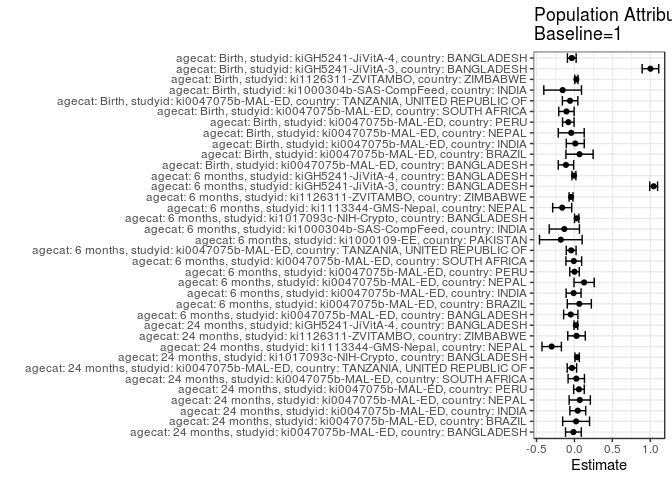 Population Attribu
Baseline=1
agecat: Birth, studyid: kiGH5241-JiVitA-4, country: BANGLADESH
agecat: Birth, studyid: kiGH5241-JiVitA-3, country: BANGLADESH
agecat: Birth, studyid: ki1126311-ZVITAMBO, country: ZIMBABWE
agecat: Birth, studyid: ki1000304b-SAS-CompFeed, country: INDIA
agecat: Birth, studyid: ki0047075b-MAL-ED, country: TANZANIA, UNITED REPUBLIC OF
agecat: Birth, studyid: ki0047075b-MAL-ED, country: SOUTH AFRICA
agecat: Birth, studyid: ki0047075b-MAL-ED, country: PERU
agecat: Birth, studyid: ki0047075b-MAL-ED, country: NEPAL
agecat: Birth, studyid: ki0047075b-MAL-ED, country: INDIA
agecat: Birth, studyid: ki0047075b-MAL-ED, country: BRAZIL
agecat: Birth, studyid: ki0047075b-MAL-ED, country: BANGLADESH
agecat: 6 months, studyid: kiGH5241-JiVitA-4, country: BANGLADESH
agecat: 6 months, studyid: kiGH5241-JiVitA-3, country: BANGLADESH
agecat: 6 months, studyid: ki1126311-ZVITAMBO, country: ZIMBABWE
agecat: 6 months, studyid: ki1113344-GMS-Nepal, country: NEPAL
agecat: 6 months, studyid: ki1017093c-NIH-Crypto, country: BANGLADESH
agecat: 6 months, studyid: ki1000304b-SAS-CompFeed, country: INDIA
agecat: 6 months, studyid: ki1000109-EE, country: PAKISTAN
agecat: 6 months, studyid: ki0047075b-MAL-ED, country: TANZANIA, UNITED REPUBLIC OF
agecat: 6 months, studyid: ki0047075b-MAL-ED, country: SOUTH AFRICA
agecat: 6 months, studyid: ki0047075b-MAL-ED, country: PERU
agecat: 6 months, studyid: ki0047075b-MAL-ED, country: NEPAL
agecat: 6 months, studyid: ki0047075b-MAL-ED, country: INDIA
agecat: 6 months, studyid: ki0047075b-MAL-ED, country: BRAZIL
agecat: 6 months, studyid: ki0047075b-MAL-ED, country: BANGLADESH
agecat: 24 months, studyid: kiGH5241-JiVitA-4, country: BANGLADESH
agecat: 24 months, studyid: ki1126311-ZVITAMBO, country: ZIMBABWE
agecat: 24 months, studyid: ki1113344-GMS-Nepal, country: NEPAL
agecat: 24 months, studyid: ki1017093c-NIH-Crypto, country: BANGLADESH
agecat: 24 months, studyid: ki0047075b-MAL-ED, country: TANZANIA, UNITED REPUBLIC OF
agecat: 24 months, studyid: ki0047075b-MAL-ED, country: SOUTH AFRICA
agecat: 24 months, studyid: ki0047075b-MAL-ED, country: PERU
agecat: 24 months, studyid: ki0047075b-MAL-ED, country: NEPAL
agecat: 24 months, studyid: ki0047075b-MAL-ED, country: INDIA
agecat: 24 months, studyid: ki0047075b-MAL-ED, country: BRAZIL
agecat: 24 months, studyid: ki0047075b-MAL-ED, country: BANGLADESH
-0.5 0.0 0.5 1.0
Estimate